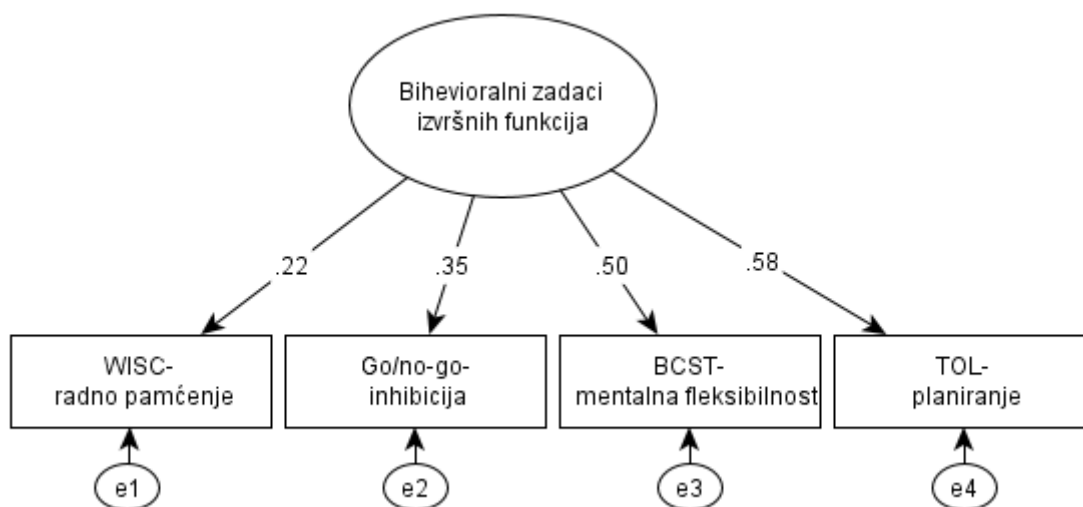 Bihevioralni zadaci
izvršnih funkcija
.22
.35
.50
.58
WISC-
radno pamćenje
Go/no-go-
inhibicija
BCST-
mentalna fleksibilnost
TOL-
planiranje
e1
e2
e3
e4